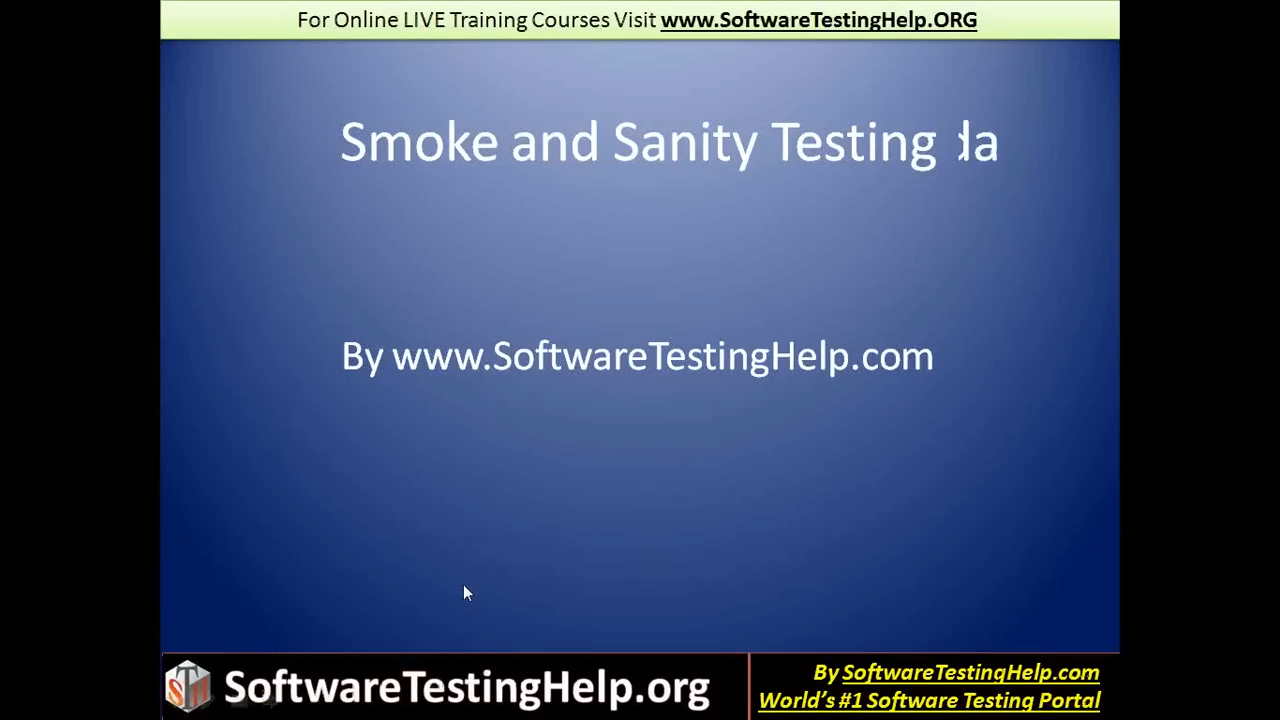 For Online LIVE Training Courses Visit www.SoftwareTestingHelp.ORG
Smoke and Sanity Testing da
By www.SoftwareTestingHelp.com
SoftwareTestingHelp.org
By SoftwareTestingHelp.com
World's #1 Software Testing Portal